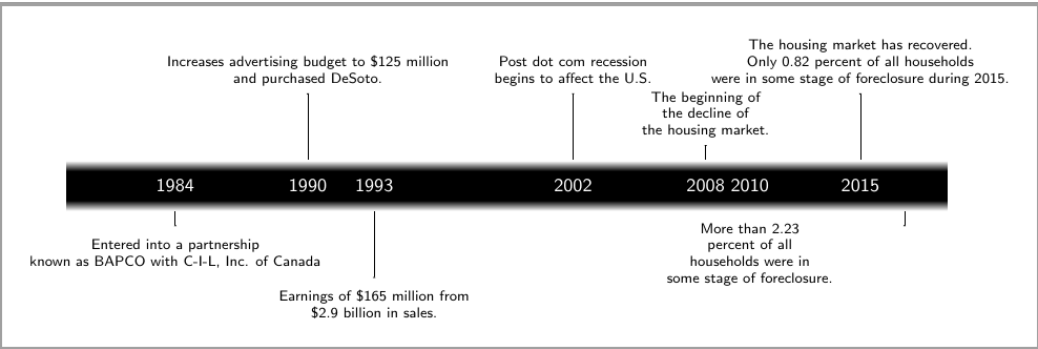 The housing market has recovered.
Increases advertising budget to $125 million
and purchased DeSoto.
Post dot com recession
begins to affect the U.S.
Only 0.82 percent of all households
were in some stage of foreclosure during 2015.
The beginning of
the decline of
the housing market.
1984 1990 1993 2002 2008 2010 2015
Entered into a partnership
known as BAPCO with C-I-L, Inc. of Canada
More than 2.23
percent of all
households were in
some stage of foreclosure.
Earnings of $165 million from
$2.9 billion in sales.